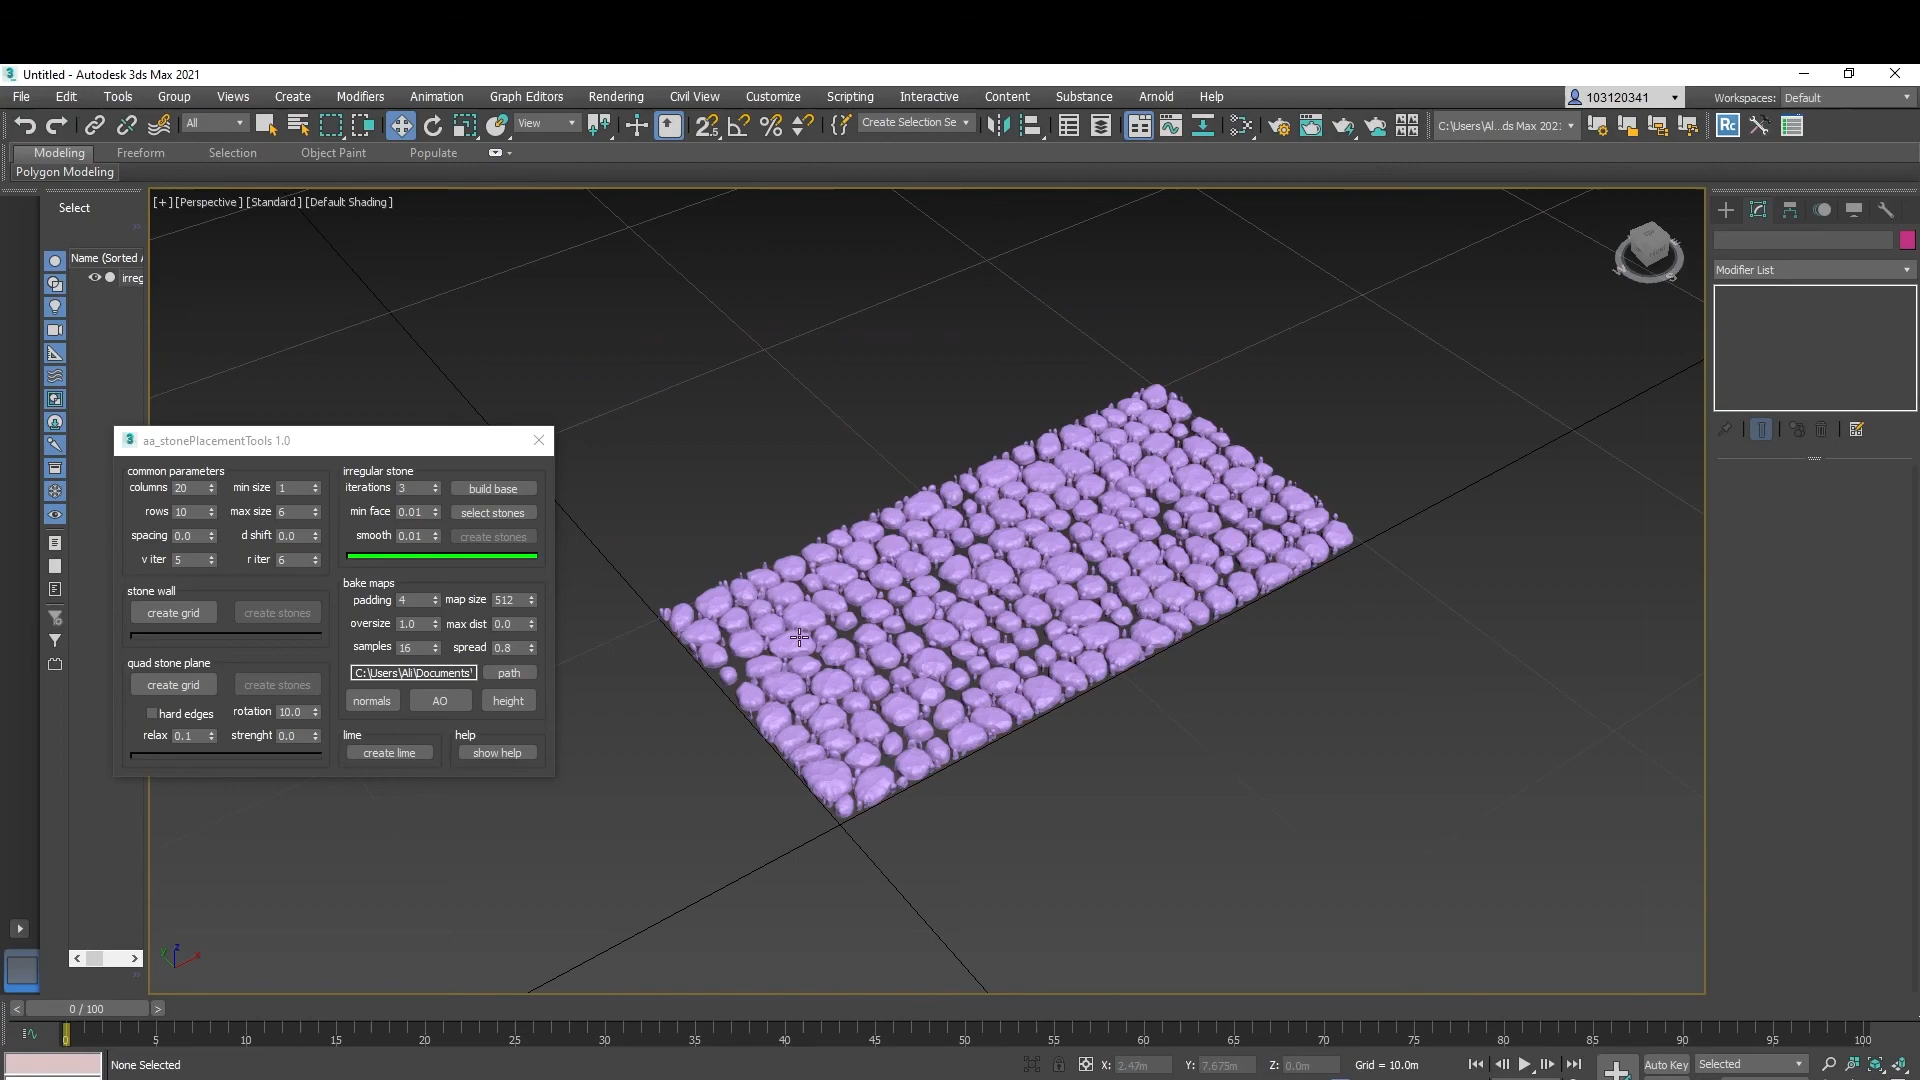 Untitled - Autodesk 3ds Max 2021
File Edit Tools Group Views Create Modifiers Animation Graph Editors Rendering Civil View Customize Scripting Interactive Content Substance Arnold Help 103120341 Workspaces: Default
All View Create Selection Se C:\Users\Al...ds Max 202: Rc
Modeling Freeform Selection Object Paint Populate
Polygon Modeling
Select
[+] [Perspective] [Standard] [Default Shading]
Name (Sorted A
irreg
Modifier List
aa_stonePlacementTools 1.0
common parameters
columns 20 min size 1
rows 10 max size 6
spacing 0.0 d shift 0.0
v iter 5 r iter 6
stone wall
create grid create stones
quad stone plane
create grid create stones
hard edges rotation 10.0
relax 0.1 strenght 0.0
irregular stone
iterations 3 build base
min face 0.01 select stones
smooth 0.01 create stones
bake maps
padding 4 map size 512
oversize 1.0 max dist 0.0
samples 16 spread 0.8
C:\Users\Ali\Documents' path
normals AO height
lime
create lime
help
show help
z
x
0 / 100
0 5 10 15 20 25 30 35 40 45 50 55 60 65 70 75 80 85 90 95 100
None Selected X: 2.47m Y: 7.675m Z: 0.0m Grid = 10.0m Auto Key Selected